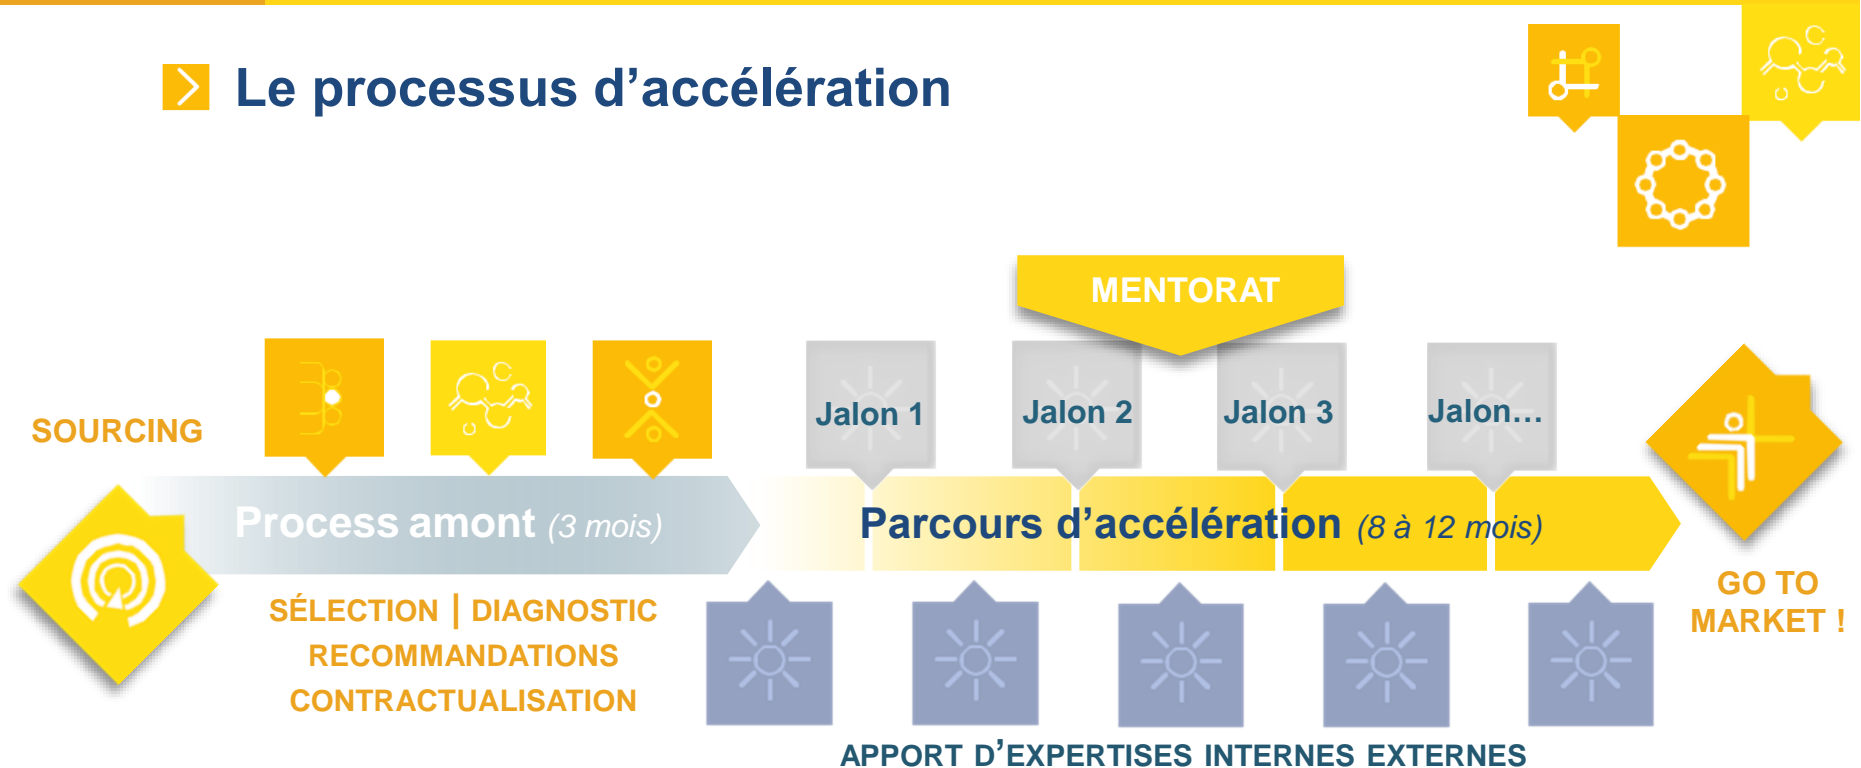 Le processus d’accélération
MENTORAT
SOURCING
Jalon 1
Jalon 2
Jalon 3
Jalon…
Process amont (3 mois)
Parcours d’accélération (8 à 12 mois)
SÉLECTION | DIAGNOSTIC
RECOMMANDATIONS
CONTRACTUALISATION
GO TO
MARKET !
APPORT D’EXPERTISES INTERNES EXTERNES